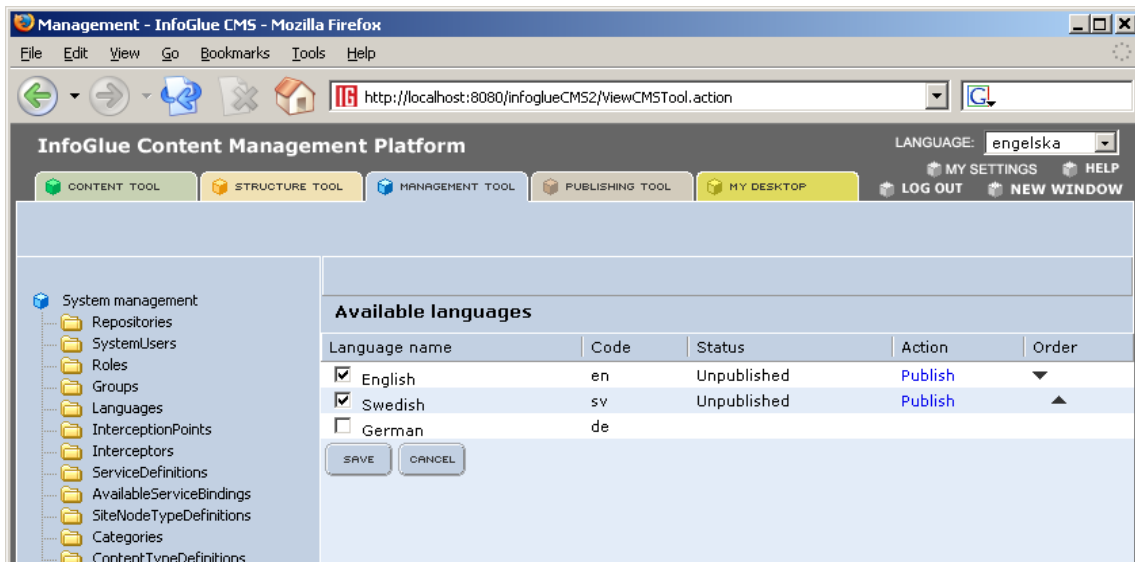 Management - InfoGlue CMS - Mozilla Firefox
File Edit View Go Bookmarks Tools Help
http://localhost:8080/infoglueCMS2/ViewCMSTool.action
G
InfoGlue Content Management Platform
LANGUAGE: engelska
MY SETTINGS HELP
CONTENT TOOL STRUCTURE TOOL MANAGEMENT TOOL PUBLISHING TOOL MY DESKTOP LOG OUT NEW WINDOW
System management
Repositories
SystemUsers
Roles
Groups
Languages
InterceptionPoints
Interceptors
ServiceDefinitions
AvailableServiceBindings
SiteNodeTypeDefinitions
Categories
ContentTypeDefinitions
Available languages
Language name Code Status Action Order
English en Unpublished Publish
Swedish sv Unpublished Publish
German de
SAVE CANCEL